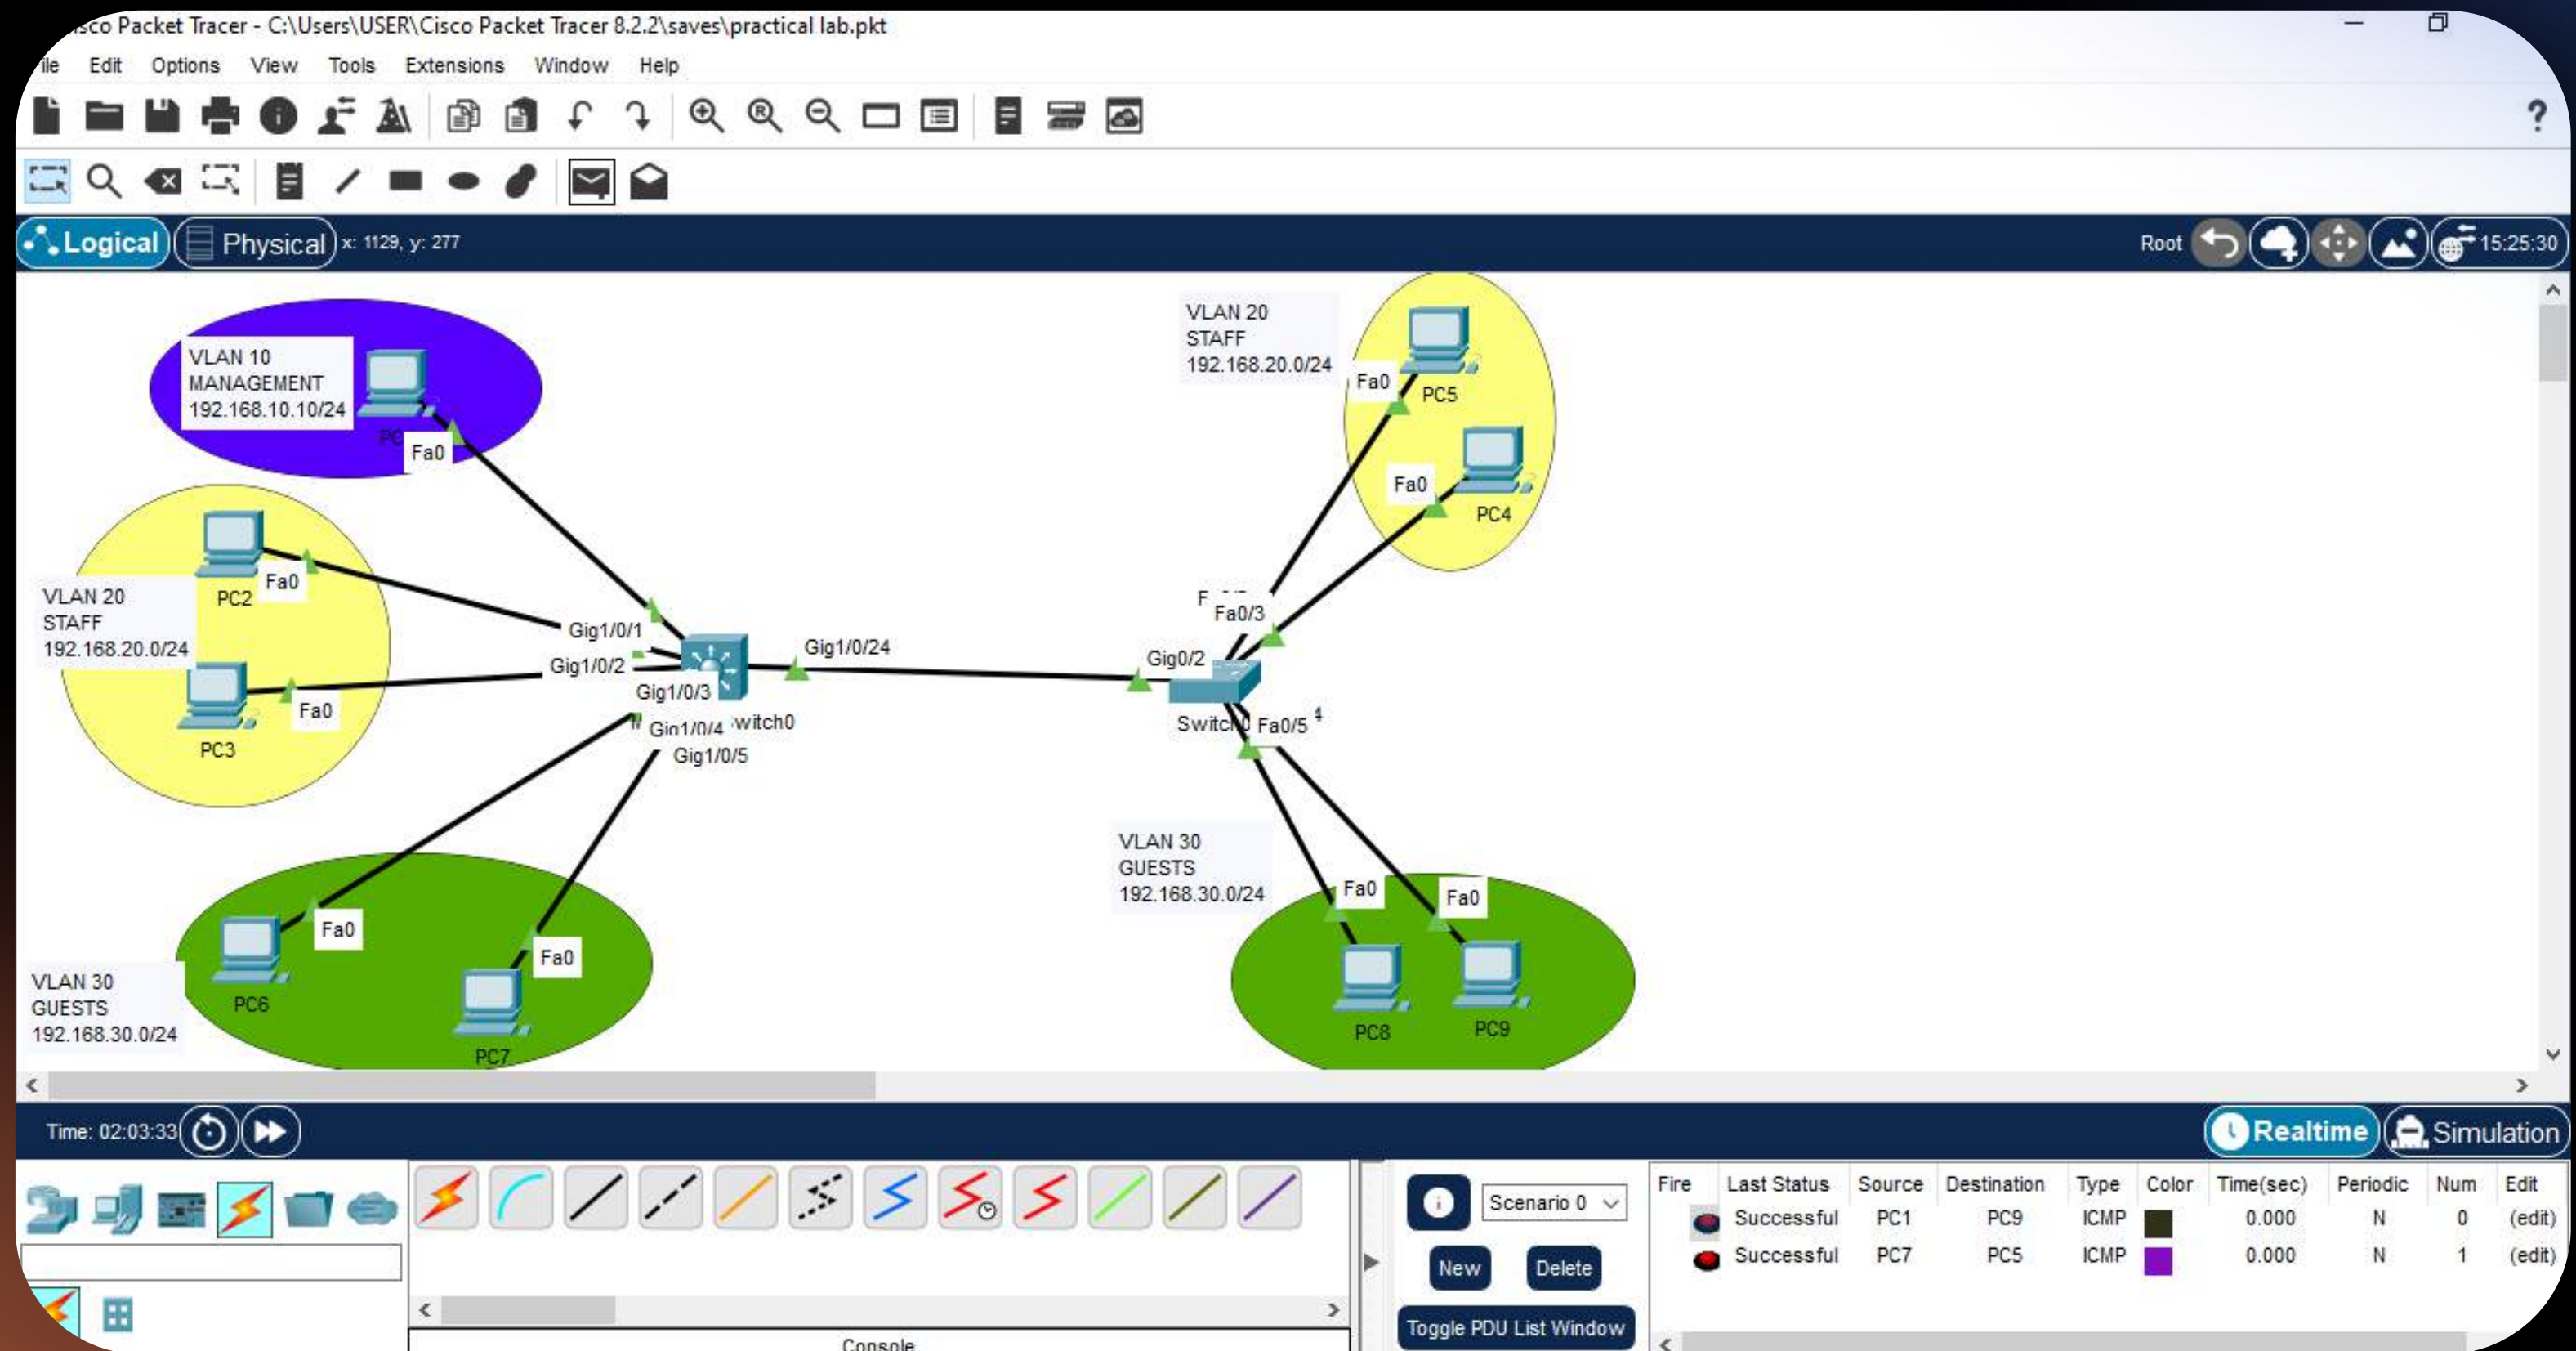 sco Packet Tracer - C:\Users\USER\Cisco Packet Tracer 8.2.2\saves\practical lab.pkt
ile Edit Options View Tools Extensions Window Help
Logical Physical x: 1129, y: 277 Root 15:25:30
VLAN 10
MANAGEMENT
192.168.10.10/24
Fa0
VLAN 20
STAFF
192.168.20.0/24
Fa0
PC5
Fa0
PC4
PC2
Fa0
VLAN 20
STAFF
192.168.20.0/24
Fa0
PC3
Gig1/0/1
Gig1/0/2
Gig1/0/3
Gig1/0/4
Gig1/0/5
witch0
Gig1/0/24
Gig0/2
Fa0/3
Switch0
Fa0/5
4
Fa0
PC6
Fa0
PC7
VLAN 30
GUESTS
192.168.30.0/24
VLAN 30
GUESTS
192.168.30.0/24
Fa0
Fa0
PC8
PC9
Time: 02:03:33 Realtime Simulation
Scenario 0
New Delete
Toggle PDU List Window
Fire Last Status Source Destination Type Color Time(sec) Periodic Num Edit
Successful PC1 PC9 ICMP 0.000 N 0 (edit)
Successful PC7 PC5 ICMP 0.000 N 1 (edit)
Console